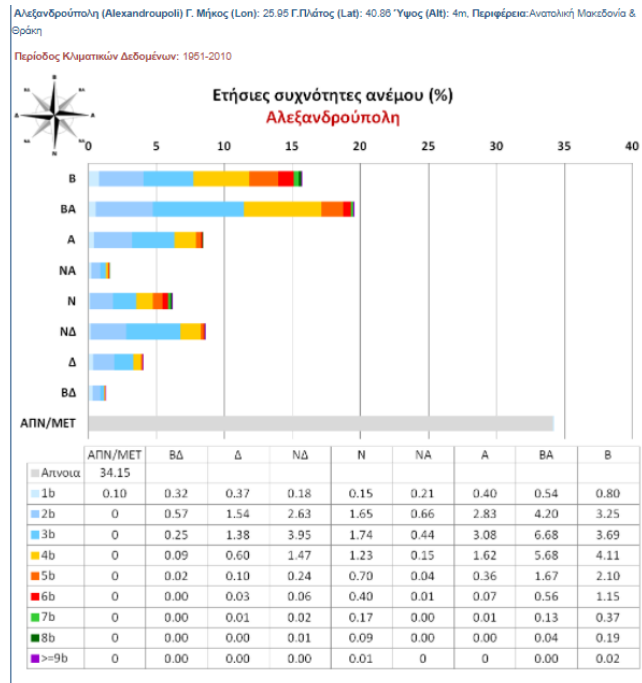 Αλεξανδρούπολη (Alexandroupoli) Γ. Μήκος (Lon): 25.95 Γ.Πλάτος (Lat): 40.86 Ύψος (Alt): 4m, Περιφέρεια:Ανατολική Μακεδονία &
Θράκη
Περίοδος Κλιματικών Δεδομένων: 1951-2010
Ετήσιες συχνότητες ανέμου (%)
Αλεξανδρούπολη
Β
ΒΔ ΒΑ
Δ Α
ΝΔ ΝΑ
Ν
0 5 10 15 20 25 30 35 40
Β
ΒΑ
Α
ΝΑ
Ν
ΝΔ
Δ
ΒΔ
ΑΠΝ/ΜΕΤ
ΑΠΝ/ΜΕΤ ΒΔ Δ ΝΔ Ν ΝΑ Α ΒΑ Β
Απνοια 34.15
1b 0.10 0.32 0.37 0.18 0.15 0.21 0.40 0.54 0.80
2b 0 0.57 1.54 2.63 1.65 0.66 2.83 4.20 3.25
3b 0 0.25 1.38 3.95 1.74 0.44 3.08 6.68 3.69
4b 0 0.09 0.60 1.47 1.23 0.15 1.62 5.68 4.11
5b 0 0.02 0.10 0.24 0.70 0.04 0.36 1.67 2.10
6b 0 0.00 0.03 0.06 0.40 0.01 0.07 0.56 1.15
7b 0 0.00 0.01 0.02 0.17 0.00 0.01 0.13 0.37
8b 0 0.00 0.00 0.01 0.09 0.00 0.00 0.04 0.19
>=9b 0 0.00 0.00 0.00 0.01 0 0 0.00 0.02